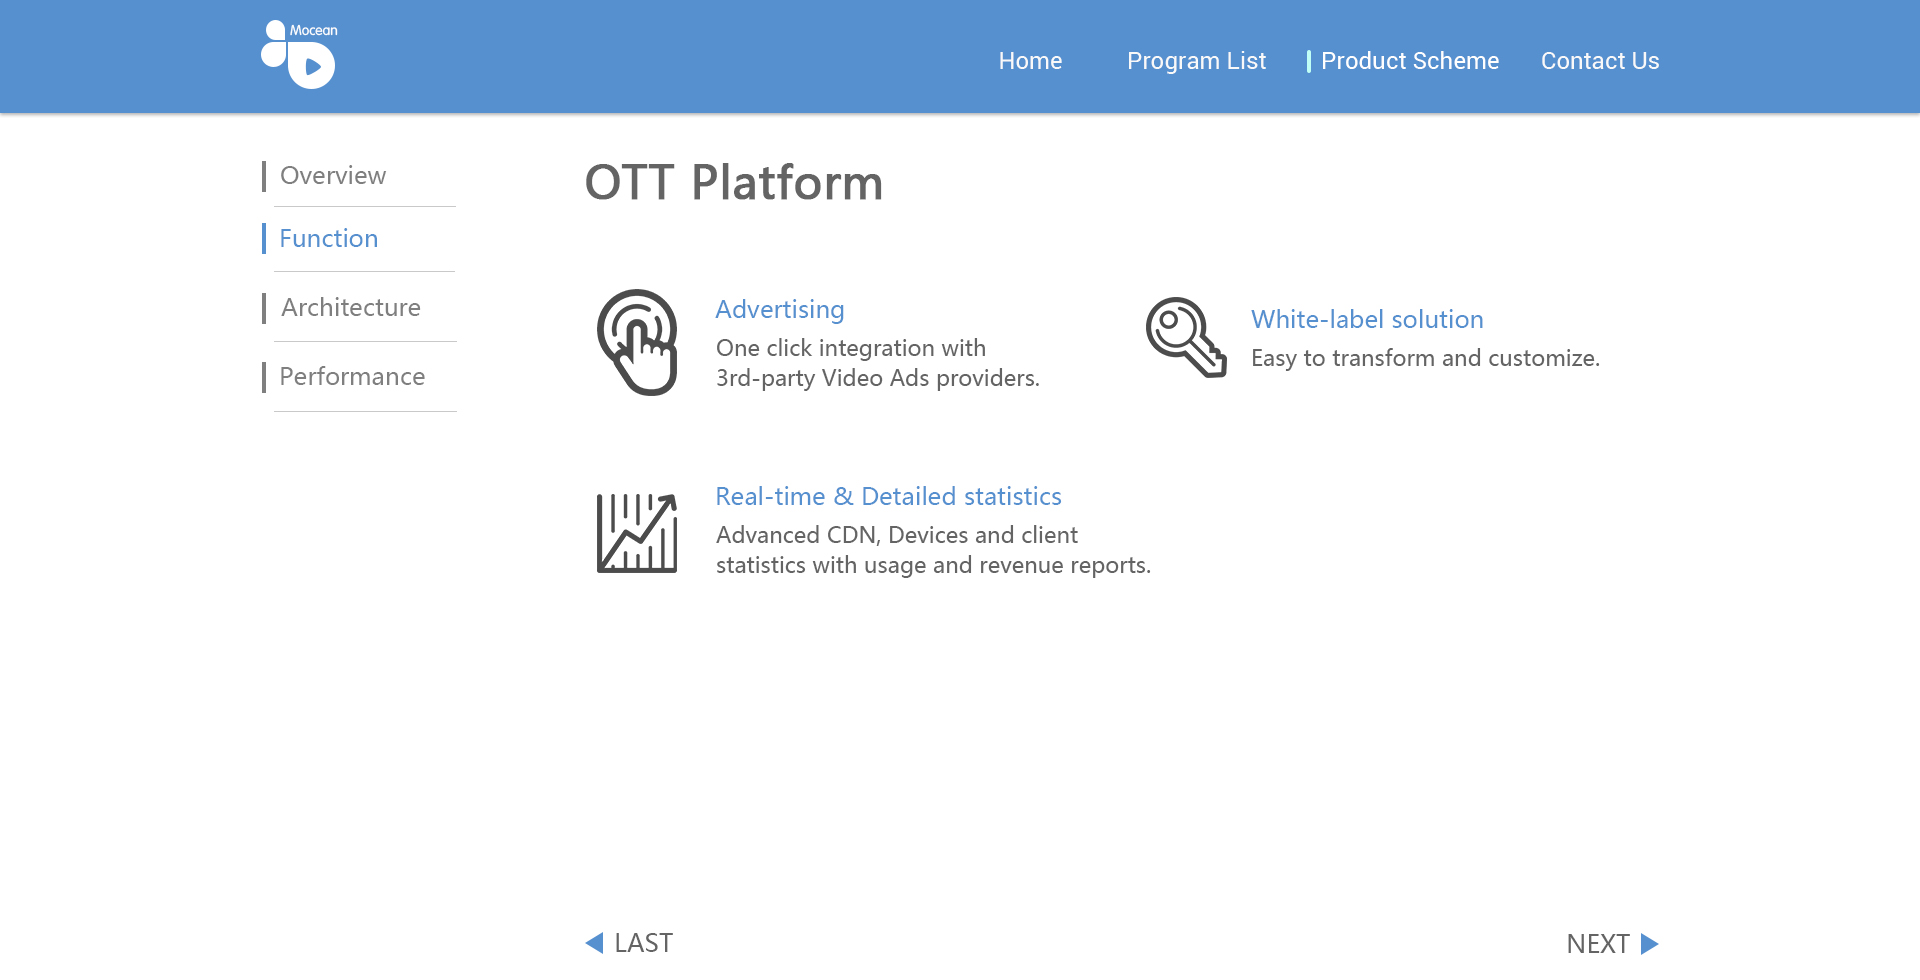 Mocean
Home
Program List
Product Scheme
Contact Us
Overview
Function
Architecture
Performance
OTT Platform
Advertising
One click integration with
3rd-party Video Ads providers.
White-label solution
Easy to transform and customize.
Real-time & Detailed statistics
Advanced CDN, Devices and client
statistics with usage and revenue reports.
LAST
NEXT